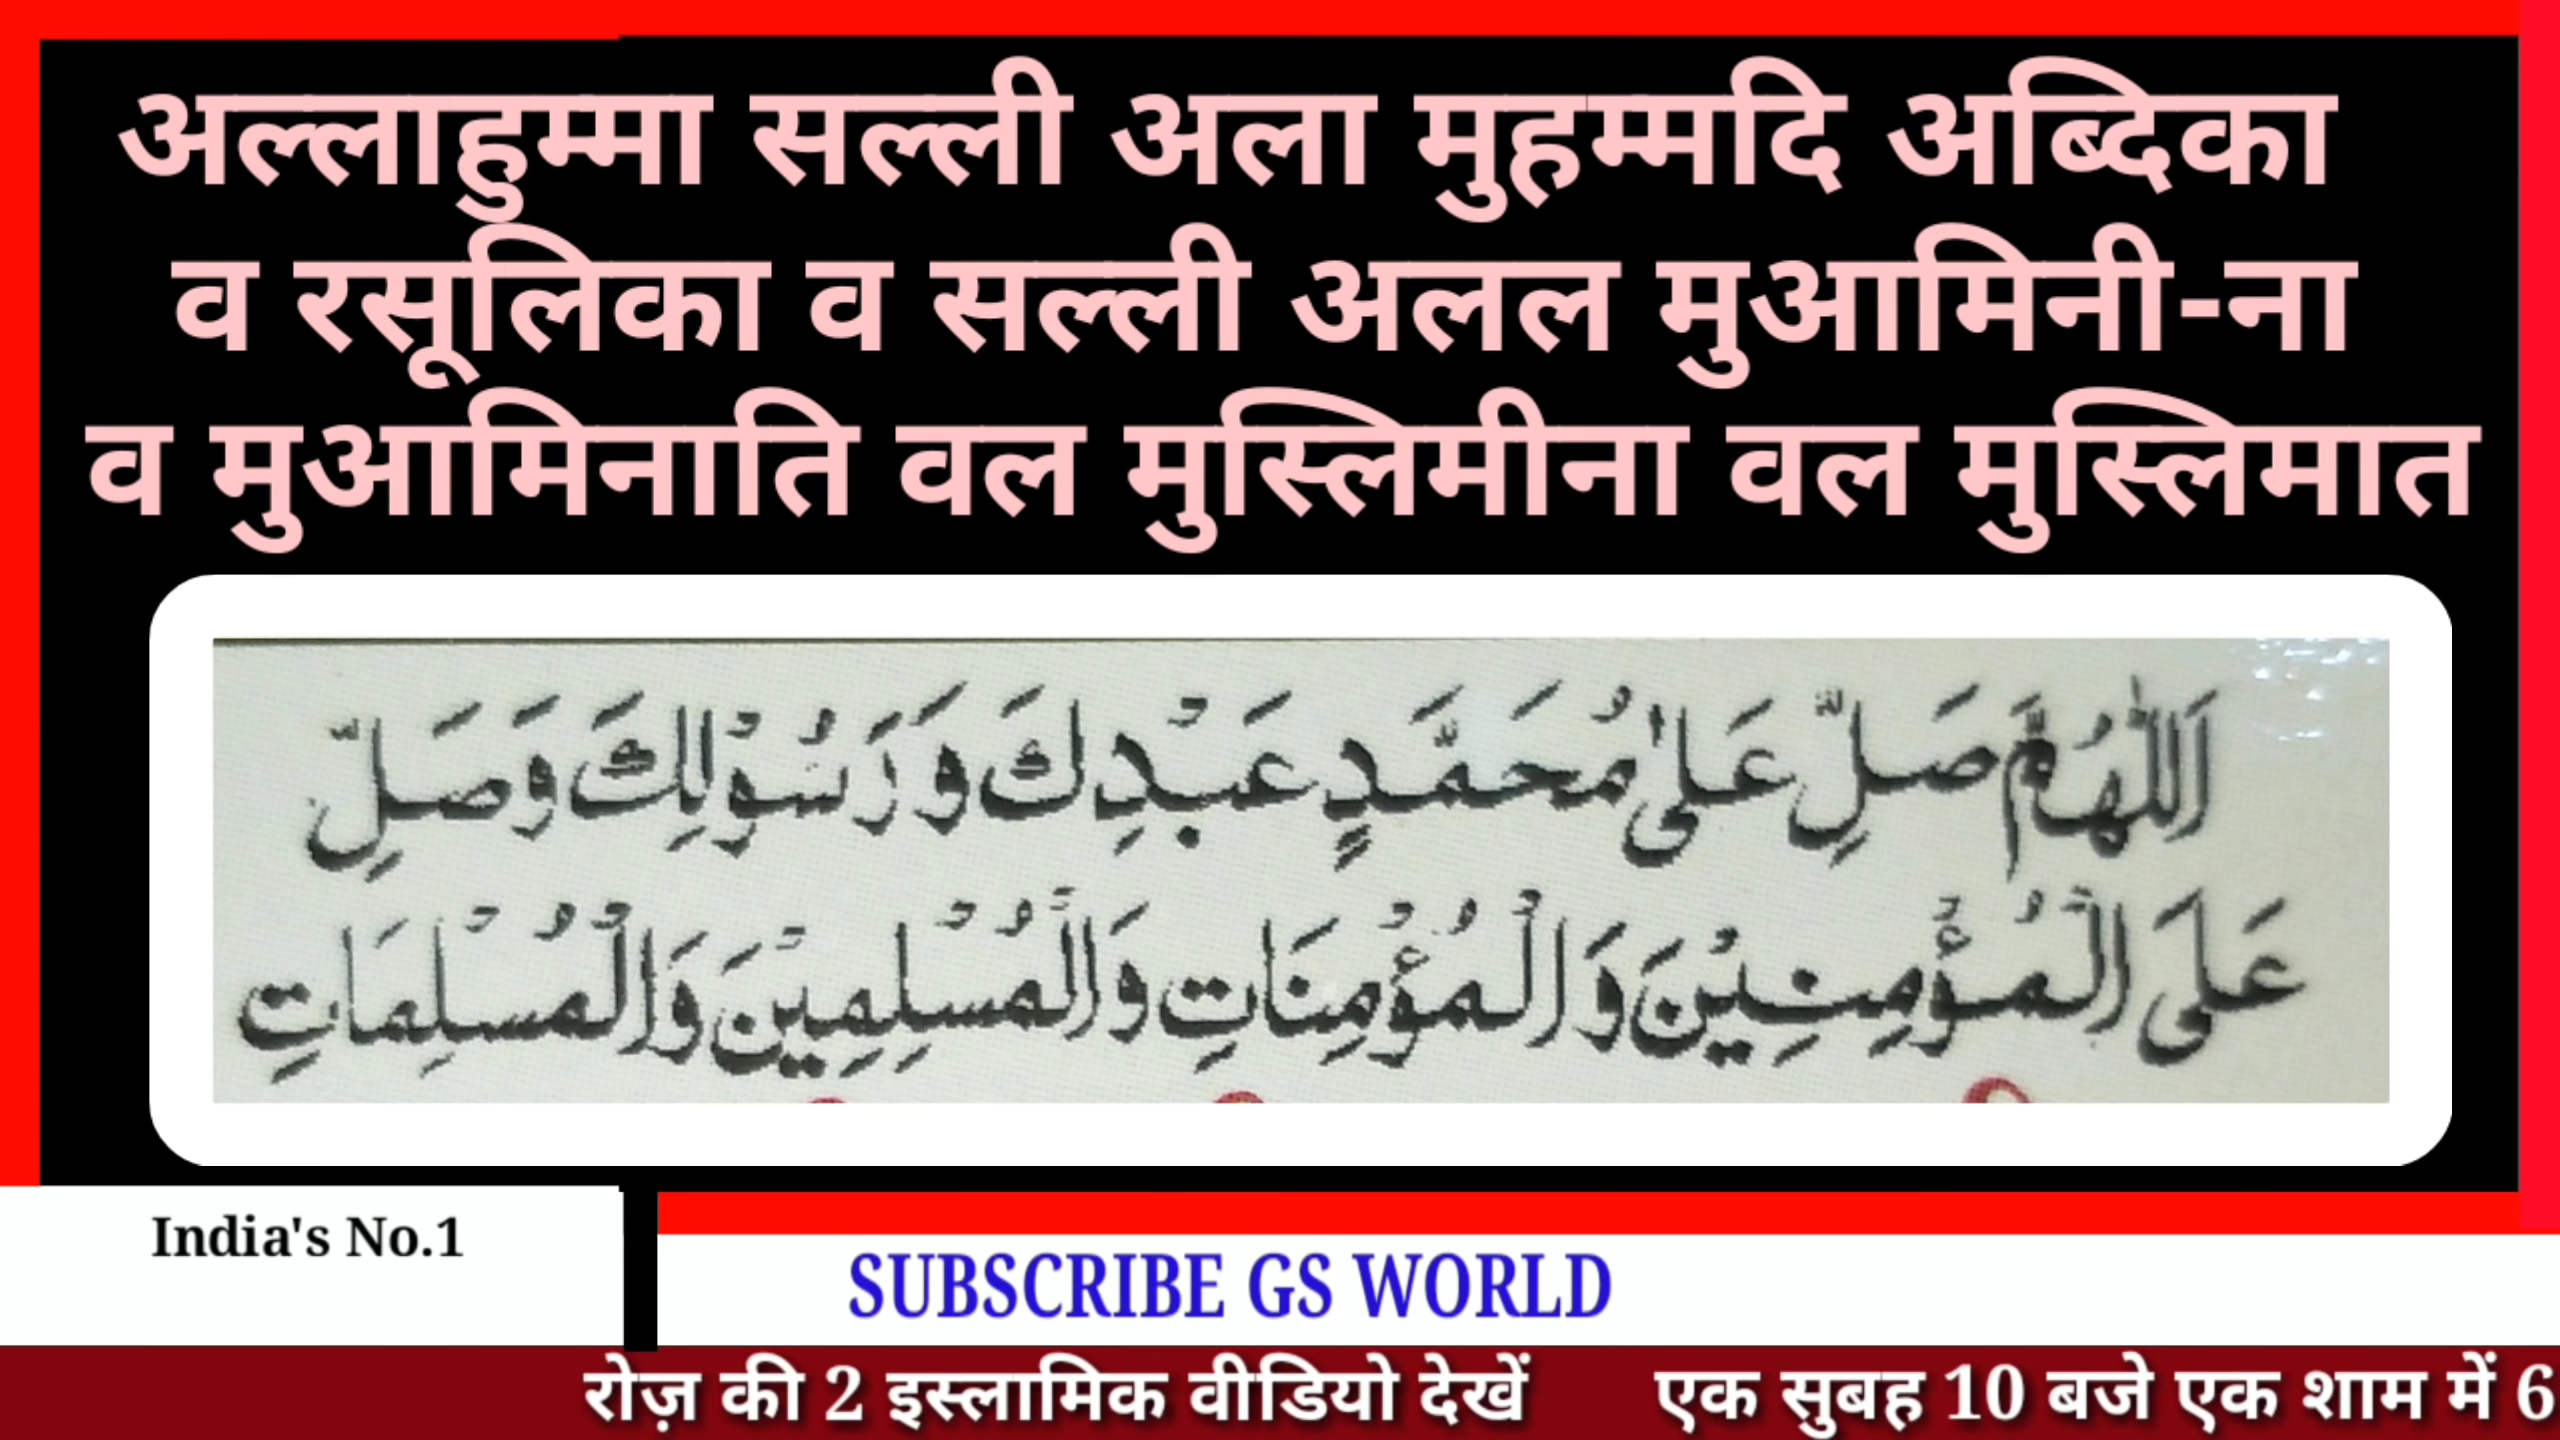 अल्लाहुम्मा सल्ली अला मुहम्मदि अब्दिका
व रसूलिका व सल्ली अलल मुआमिनी-ना
व मुआमिनाति वल मुस्लिमीना वल मुस्लिमात
اَللّٰهُمَّ صَلِّ عَلٰى مُحَمَّدٍ عَبْدِكَ وَرَسُوْلِكَ وَصَلِّ
عَلَى الْمُؤْمِنِيْنَ وَالْمُؤْمِنَاتِ وَالْمُسْلِمِيْنَ وَالْمُسْلِمَاتِ
India's No.1
SUBSCRIBE GS WORLD
रोज़ की 2 इस्लामिक वीडियो देखें एक सुबह 10 बजे एक शाम में 6